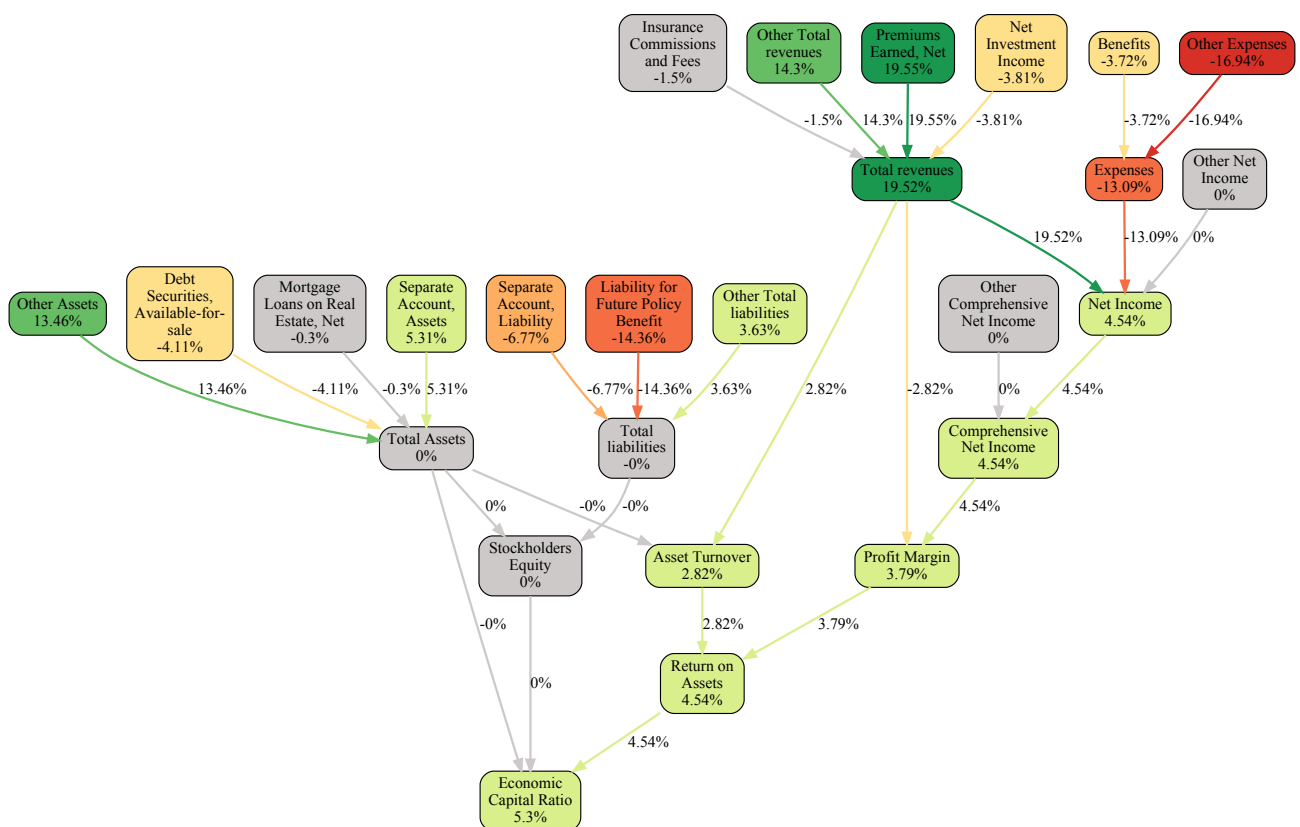 Insurance
Commissions
and Fees
-1.5%
Other Total
revenues
14.3%
Premiums
Earned, Net
19.55%
Net
Investment
Income
-3.81%
Benefits
-3.72%
Other Expenses
-16.94%
-1.5%
14.3%
19.55%
-3.81%
-3.72%
-16.94%
Total revenues
19.52%
Expenses
-13.09%
Other Net
Income
0%
19.52%
-13.09%
0%
Other Assets
13.46%
Debt
Securities,
Available-for-
sale
-4.11%
Mortgage
Loans on Real
Estate, Net
-0.3%
Separate
Account,
Assets
5.31%
Separate
Account,
Liability
-6.77%
Liability for
Future Policy
Benefit
-14.36%
Other Total
liabilities
3.63%
Other
Comprehensive
Net Income
0%
Net Income
4.54%
13.46%
-4.11%
-0.3%
5.31%
-6.77%
-14.36%
3.63%
2.82%
-2.82%
0%
4.54%
Total Assets
0%
Total
liabilities
-0%
Comprehensive
Net Income
4.54%
0%
-0%
-0%
4.54%
Stockholders
Equity
0%
Asset Turnover
2.82%
Profit Margin
3.79%
-0%
2.82%
3.79%
0%
Return on
Assets
4.54%
4.54%
Economic
Capital Ratio
5.3%